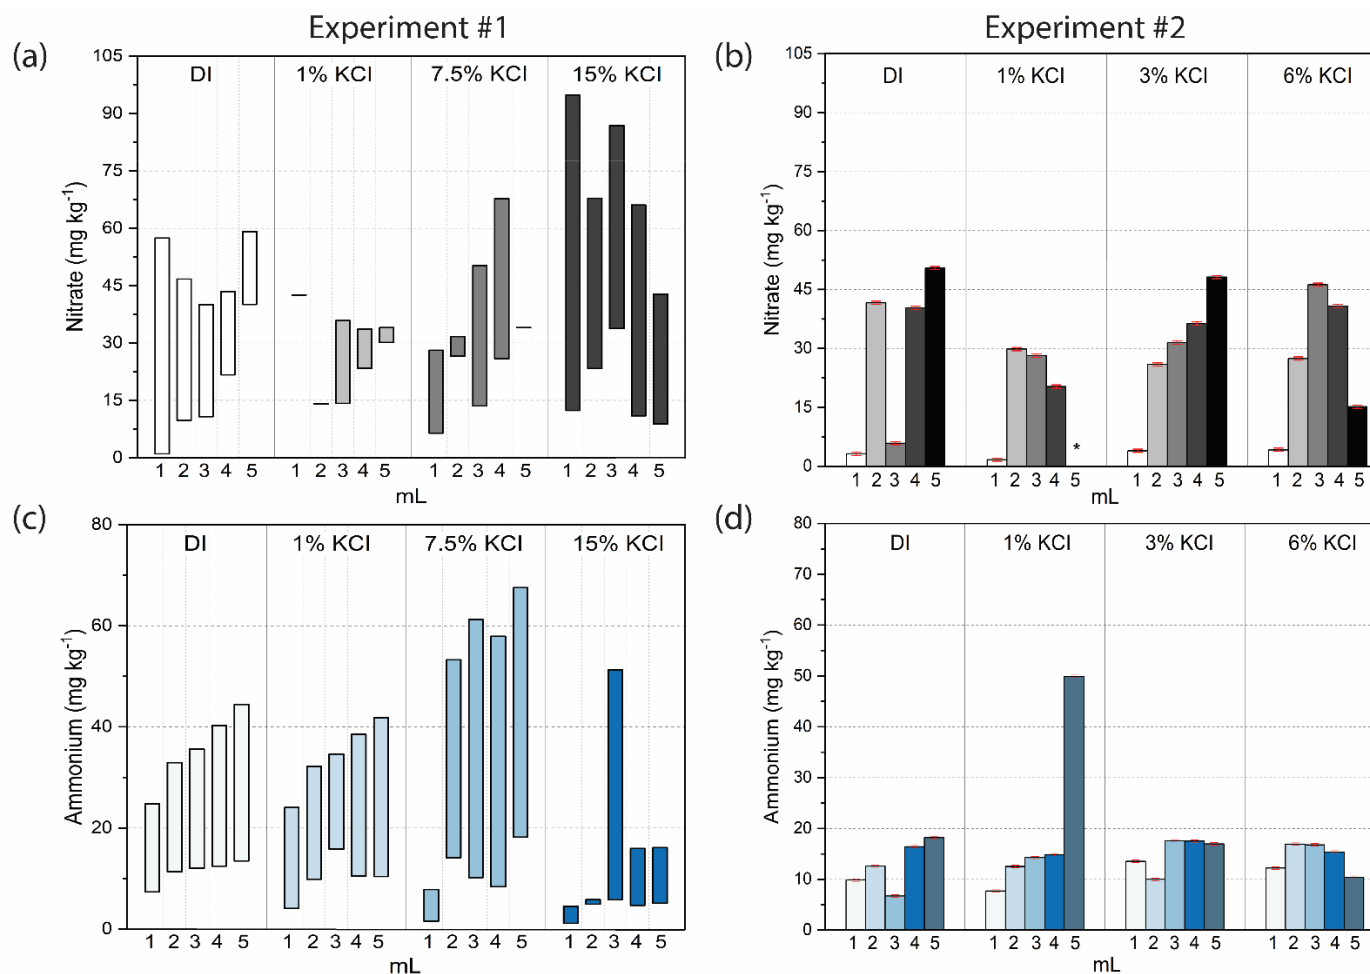 Experiment #1
Experiment #2
(a)
DI
1% KCl
7.5% KCl
15% KCl
105
90
75
60
45
30
15
0
Nitrate (mg kg-1)
1 2 3 4 5 1 2 3 4 5 1 2 3 4 5 1 2 3 4 5
mL
(b)
DI
1% KCl
3% KCl
6% KCl
105
90
75
60
45
30
15
0
Nitrate (mg kg-1)
*
1 2 3 4 5 1 2 3 4 5 1 2 3 4 5 1 2 3 4 5
mL
(c)
DI
1% KCl
7.5% KCl
15% KCl
80
60
40
20
0
Ammonium (mg kg-1)
1 2 3 4 5 1 2 3 4 5 1 2 3 4 5 1 2 3 4 5
mL
(d)
DI
1% KCl
3% KCl
6% KCl
80
70
60
50
40
30
20
10
0
Ammonium (mg kg-1)
1 2 3 4 5 1 2 3 4 5 1 2 3 4 5 1 2 3 4 5
mL